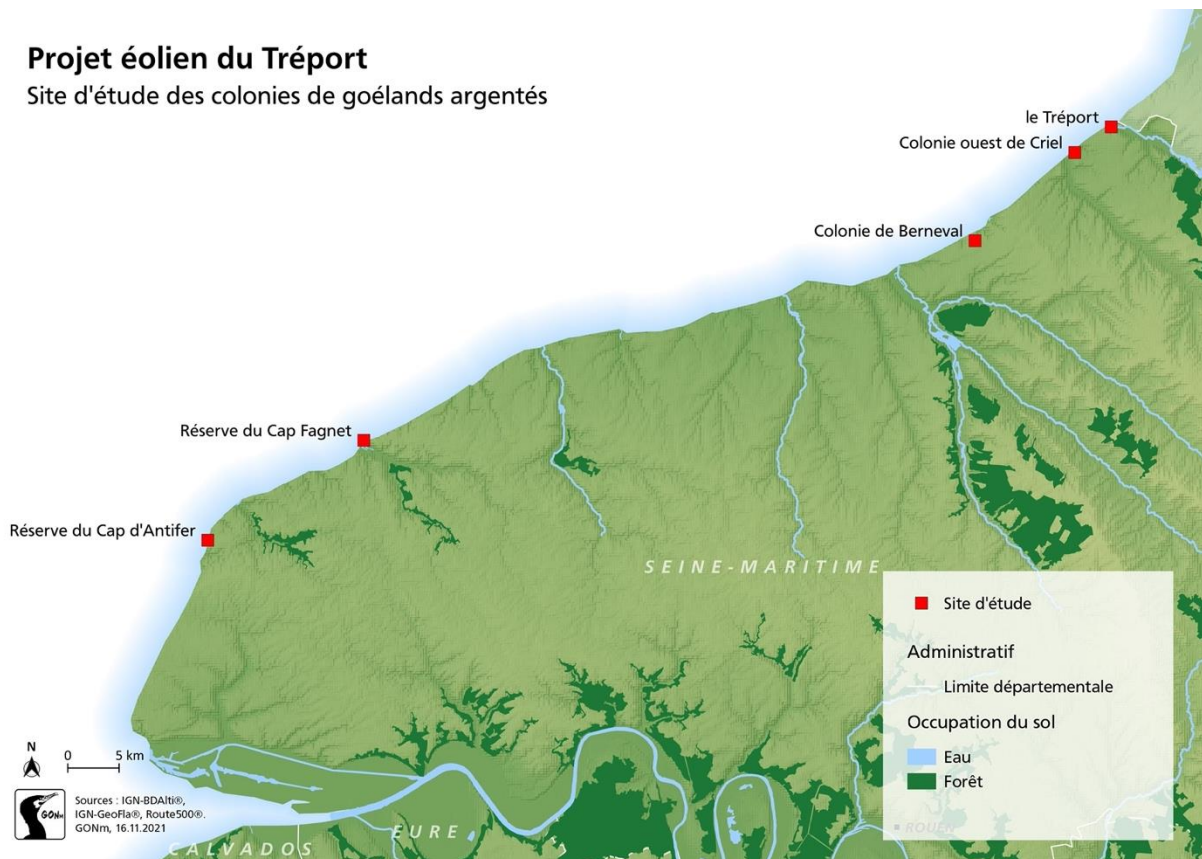 Projet éolien du Tréport
Site d'étude des colonies de goélands argentés
le Tréport
Colonie ouest de Criel
Colonie de Berneval
Réserve du Cap Fagnet
Réserve du Cap d'Antifer
SEINE-MARITIME
Site d'étude
Administratif
Limite départementale
Occupation du sol
Eau
Forêt
N
0 5 km
Sources : IGN-BDAlti®,
IGN-GeoFla®, Route500®.
GONm, 16.11.2021
GONm
EURE
CALVADOS
ROUEN